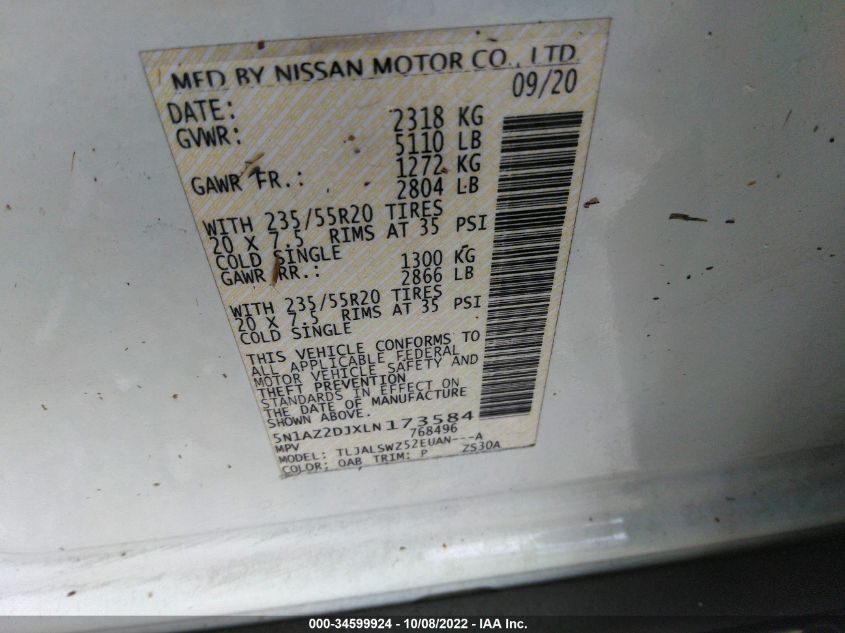 MFD BY NISSAN MOTOR CO., LTD.
DATE: 09/20
GVWR: 2318 KG
5110 LB
GAWR FR.: 1272 KG
2804 LB
WITH 235/55R20 TIRES
20 X 7.5 RIMS AT 35 PSI
COLD SINGLE
GAWR RR.: 1300 KG
2866 LB
WITH 235/55R20 TIRES
20 X 7.5 RIMS AT 35 PSI
COLD SINGLE
THIS VEHICLE CONFORMS TO
ALL APPLICABLE FEDERAL
MOTOR VEHICLE SAFETY AND
THEFT PREVENTION
STANDARDS IN EFFECT ON
THE DATE OF MANUFACTURE
SHOWN ABOVE.
5N1AZ2DJXLN173584
MPV 768496
MODEL: TLJALSWZ52EUAN---A
COLOR: QAB TRIM: P ZS30A
000-34599924 - 10/08/2022 - IAA Inc.